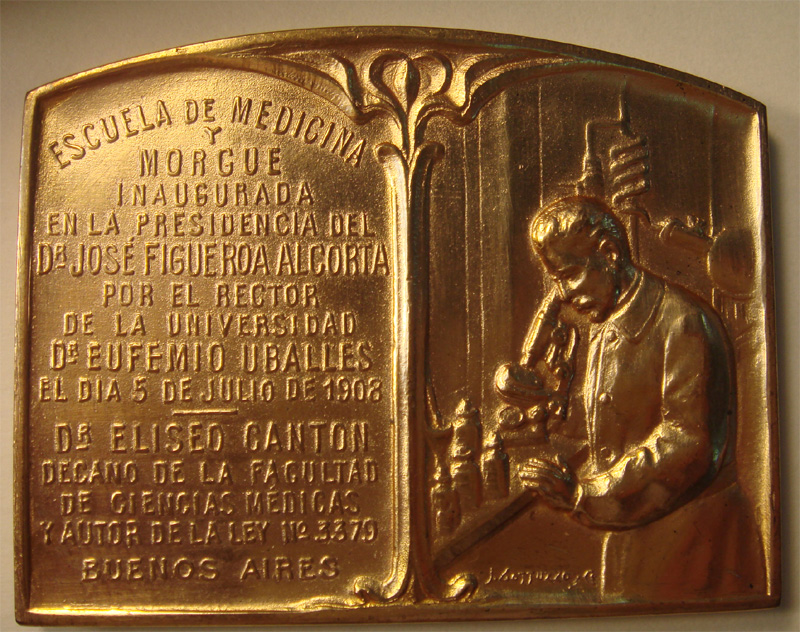 ESCUELA DE MEDICINA
Y
MORGUE
INAUGURADA
EN LA PRESIDENCIA DEL
DR JOSÉ FIGUEROA ALCORTA
POR EL RECTOR
DE LA UNIVERSIDAD
DR EUFEMIO UBALLES
EL DIA 5 DE JULIO DE 1908
DR ELISEO CANTON
DECANO DE LA FACULTAD
DE CIENCIAS MÉDICAS
Y AUTOR DE LA LEY No. 3379
BUENOS AIRES